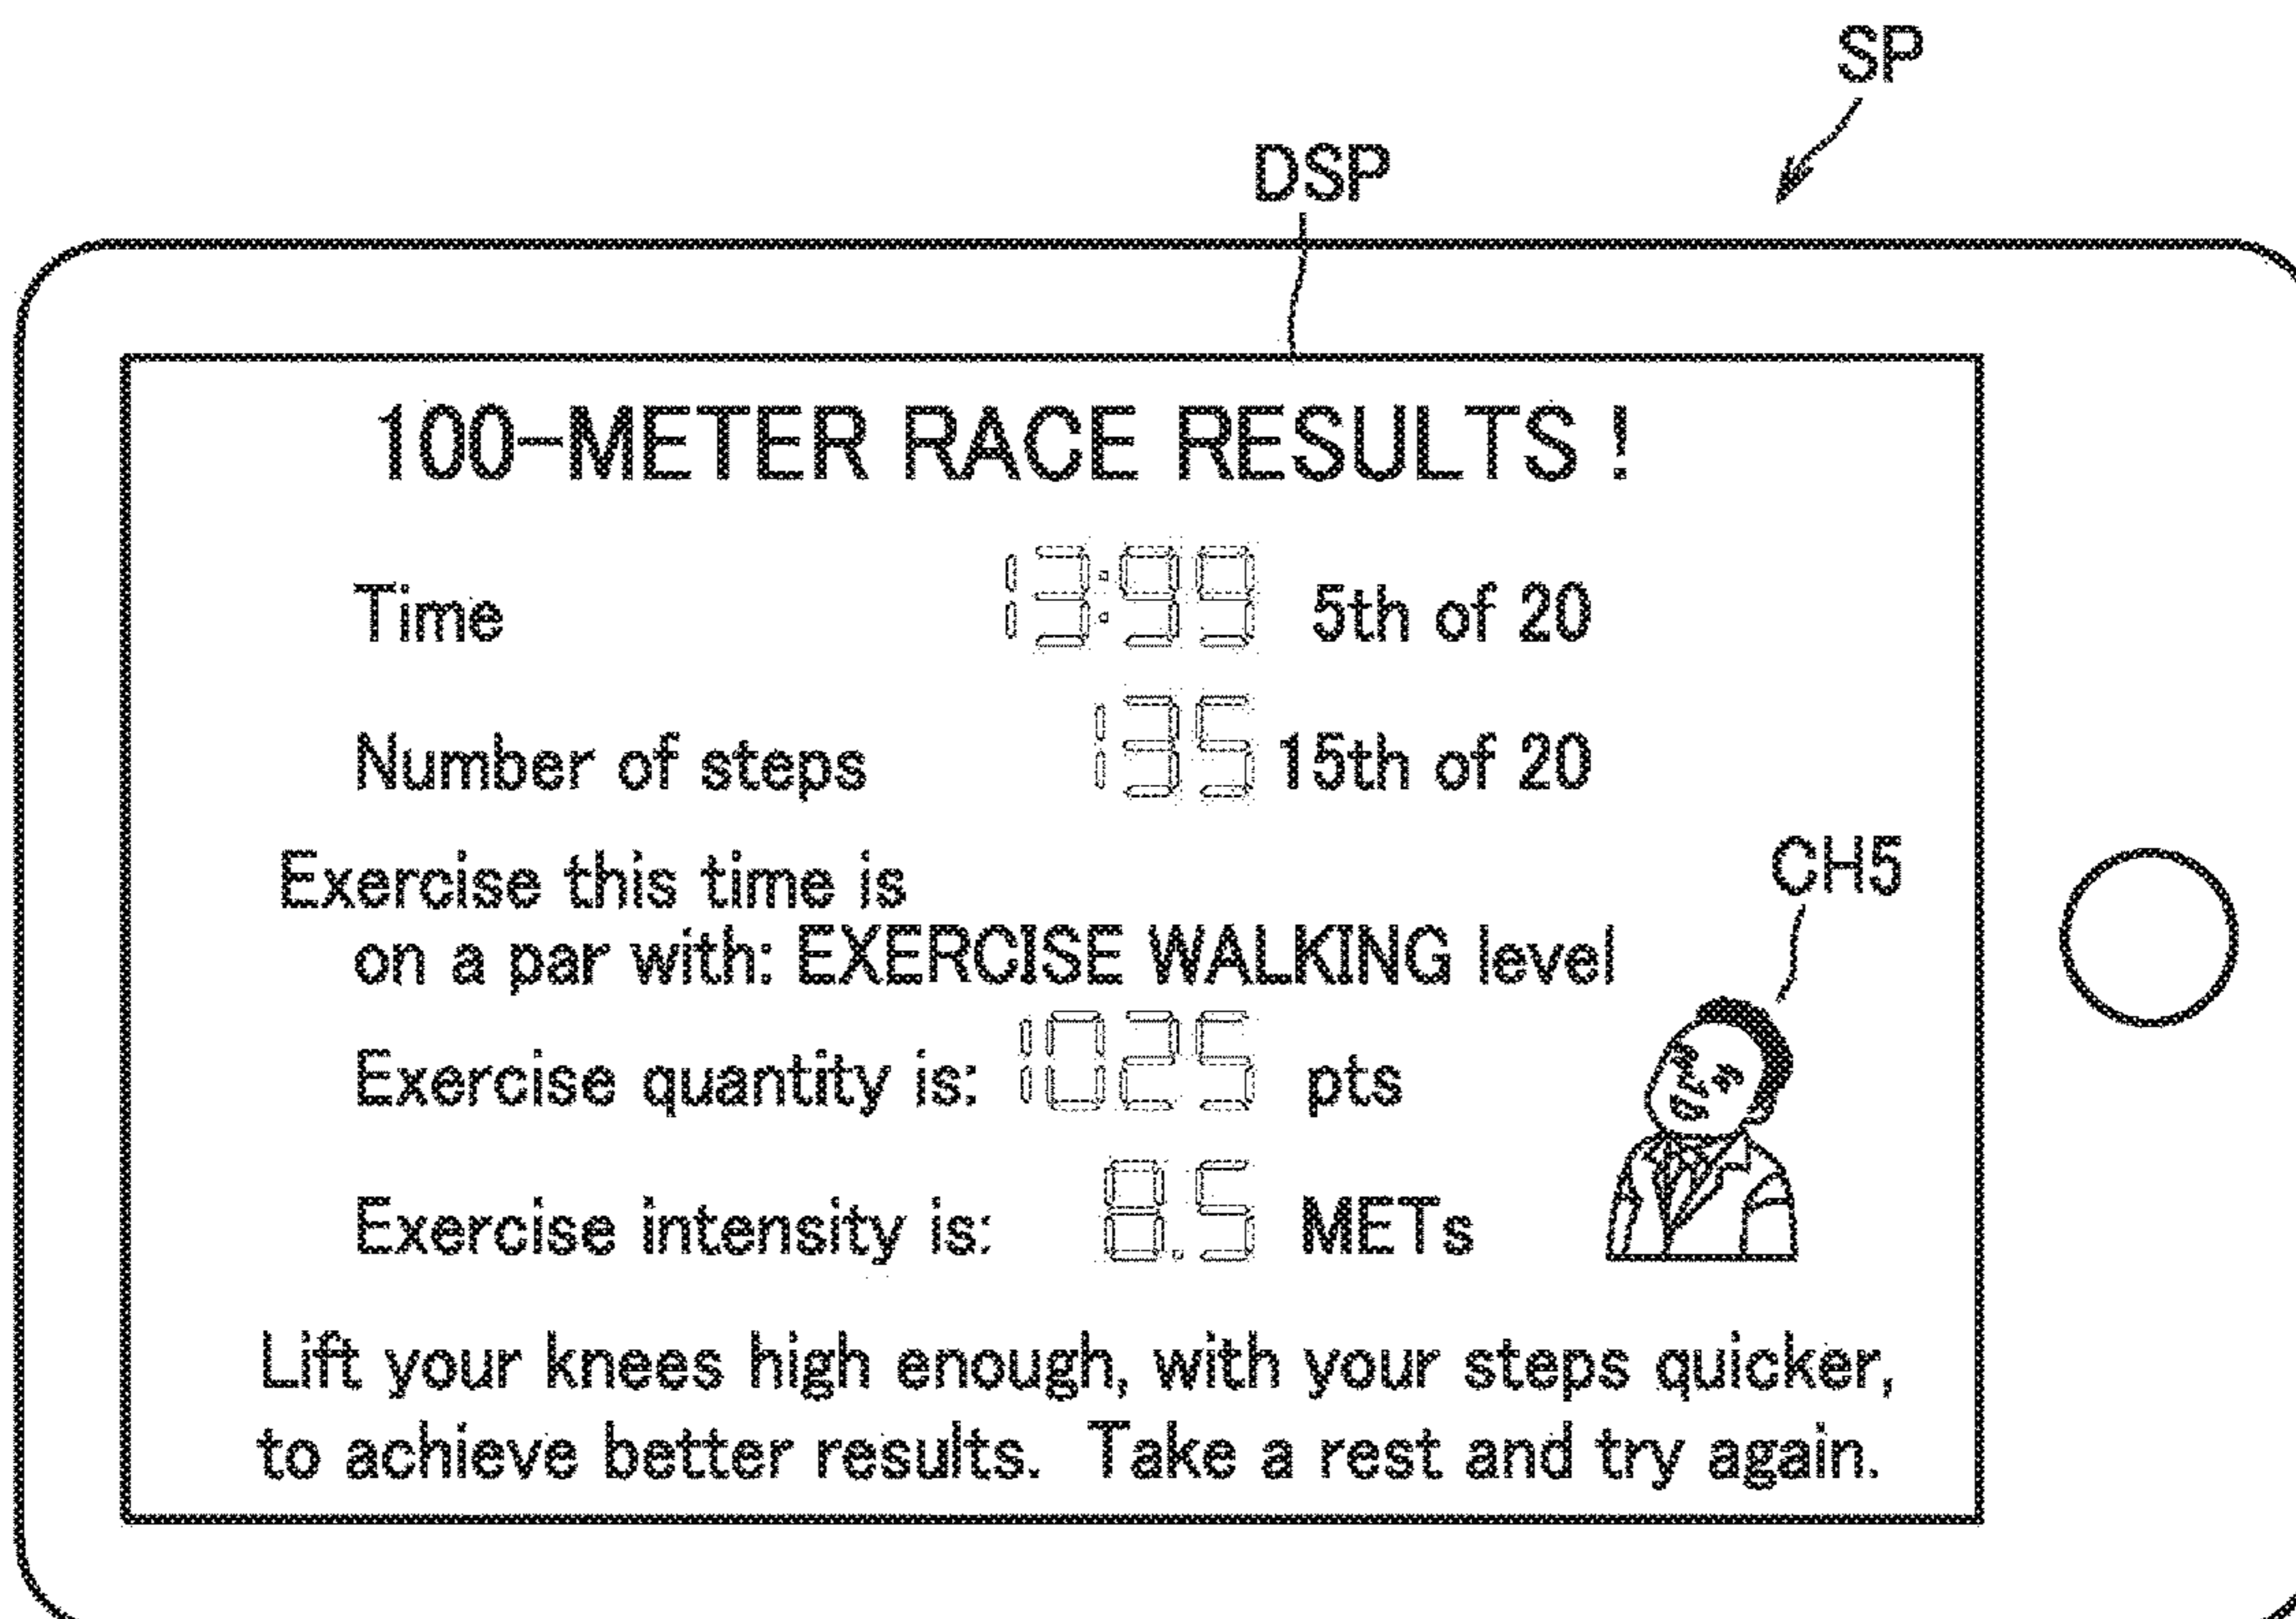 SP
DSP
100-METER RACE RESULTS !
Time 13:99 5th of 20
Number of steps 135 15th of 20
Exercise this time is
CH5
on a par with: EXERCISE WALKING level
Exercise quantity is: 1025 pts
Exercise intensity is: 8.5 METs
Lift your knees high enough, with your steps quicker,
to achieve better results. Take a rest and try again.